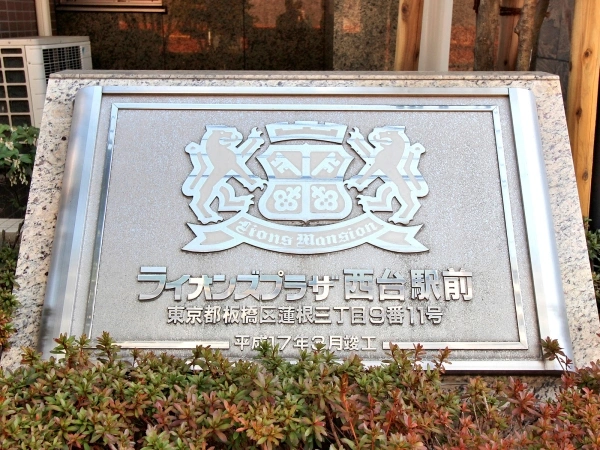 Lions Mansion
ライオンズプラザ 西台駅前
東京都板橋区蓮根三丁目9番11号
平成17年2月竣工